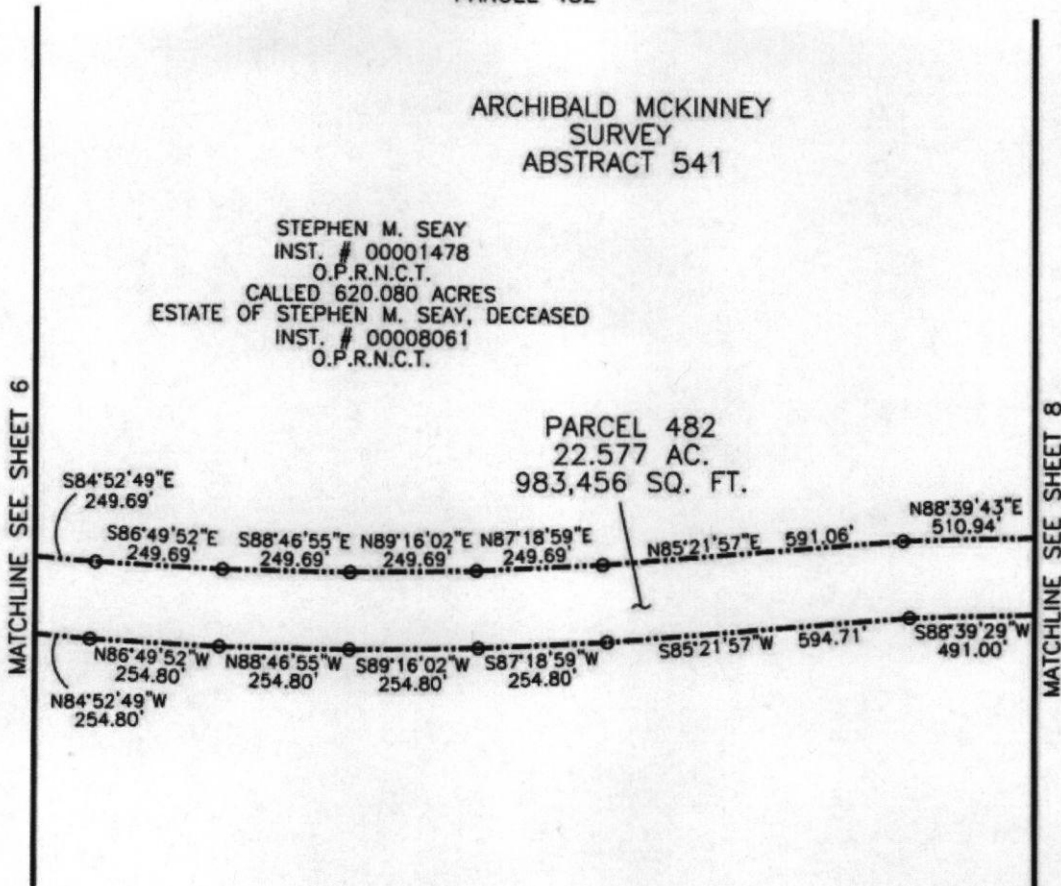 PARCEL 482
ARCHIBALD MCKINNEY
SURVEY
ABSTRACT 541
STEPHEN M. SEAY
INST. # 00001478
O.P.R.N.C.T.
CALLED 620.080 ACRES
ESTATE OF STEPHEN M. SEAY, DECEASED
INST. # 00008061
O.P.R.N.C.T.
MATCHLINE SEE SHEET 6
PARCEL 482
22.577 AC.
983,456 SQ. FT.
MATCHLINE SEE SHEET 8
S84°52'49"E
249.69'
S86°49'52"E
249.69'
S88°46'55"E
249.69'
N89°16'02"E
249.69'
N87°18'59"E
249.69'
N85°21'57"E 591.06'
N88°39'43"E
510.94'
N84°52'49"W
254.80'
N86°49'52"W
254.80'
N88°46'55"W
254.80'
S89°16'02"W
254.80'
S87°18'59"W
254.80'
S85°21'57"W 594.71'
S88°39'29"W
491.00'